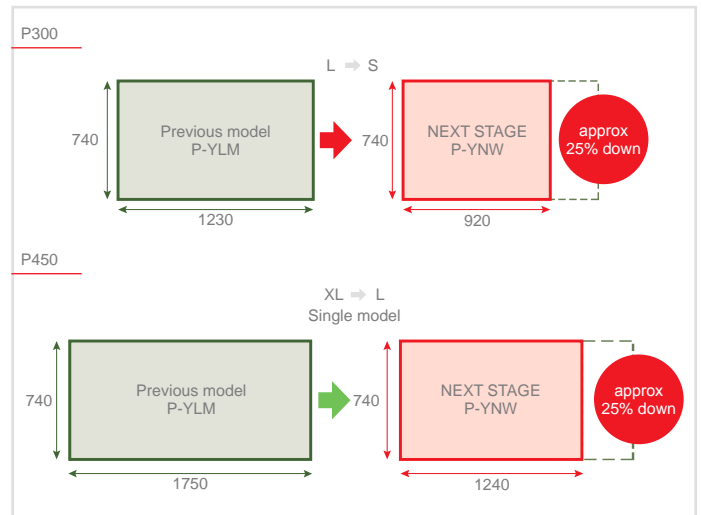 P300
L → S
740
Previous model
P-YLM
1230
740
NEXT STAGE
P-YNW
920
approx
25% down
P450
XL → L
Single model
740
Previous model
P-YLM
1750
740
NEXT STAGE
P-YNW
1240
approx
25% down